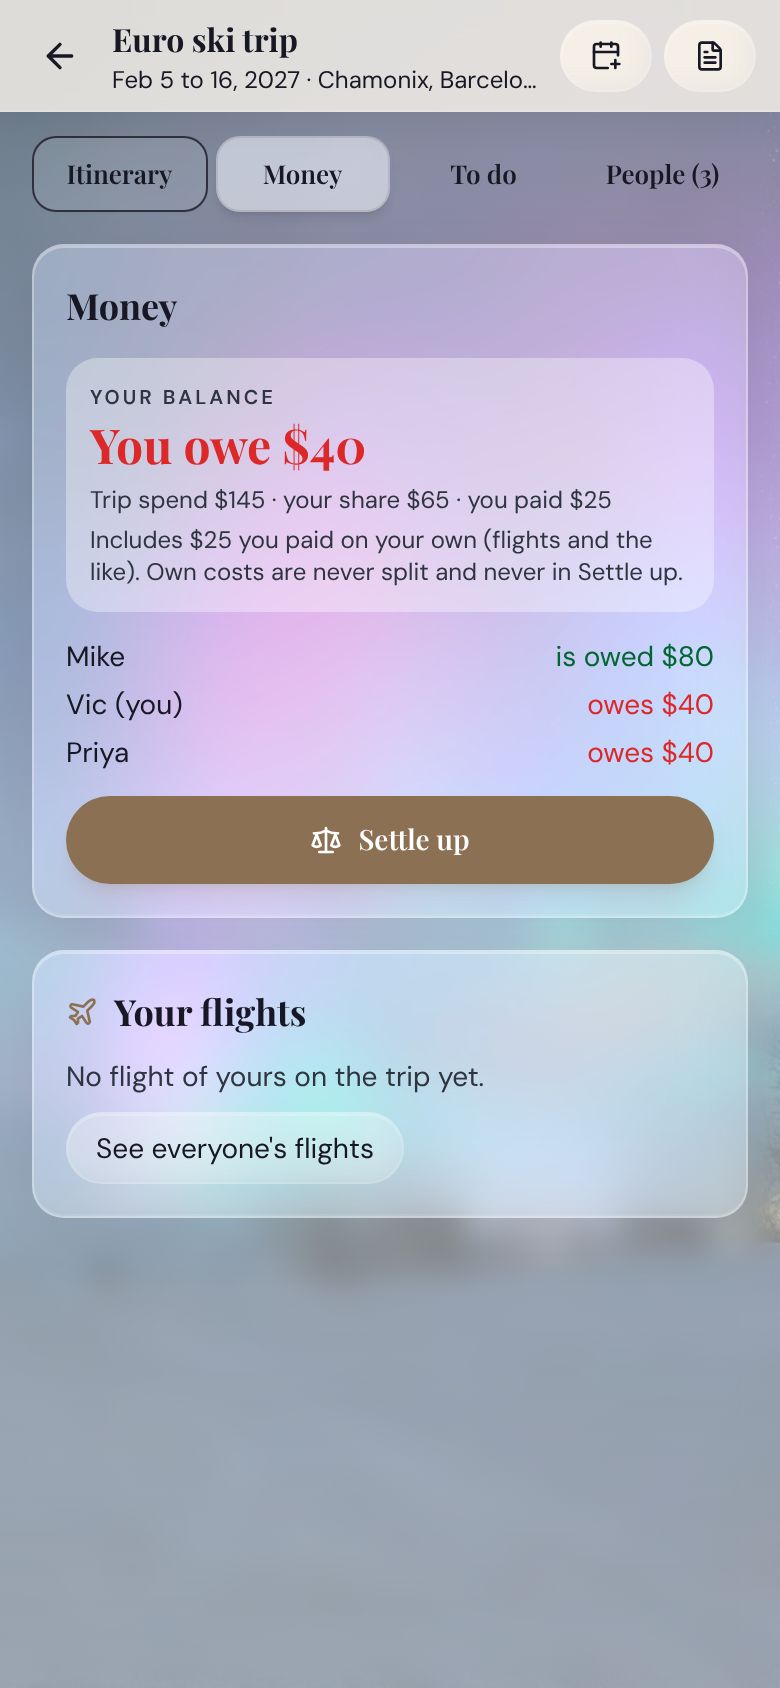 Euro ski trip
Feb 5 to 16, 2027 · Chamonix, Barcelo...
Itinerary
Money
To do
People (3)
Money
YOUR BALANCE
You owe $40
Trip spend $145 · your share $65 · you paid $25
Includes $25 you paid on your own (flights and the
like). Own costs are never split and never in Settle up.
Mike
is owed $80
Vic (you)
owes $40
Priya
owes $40
Settle up
Your flights
No flight of yours on the trip yet.
See everyone's flights